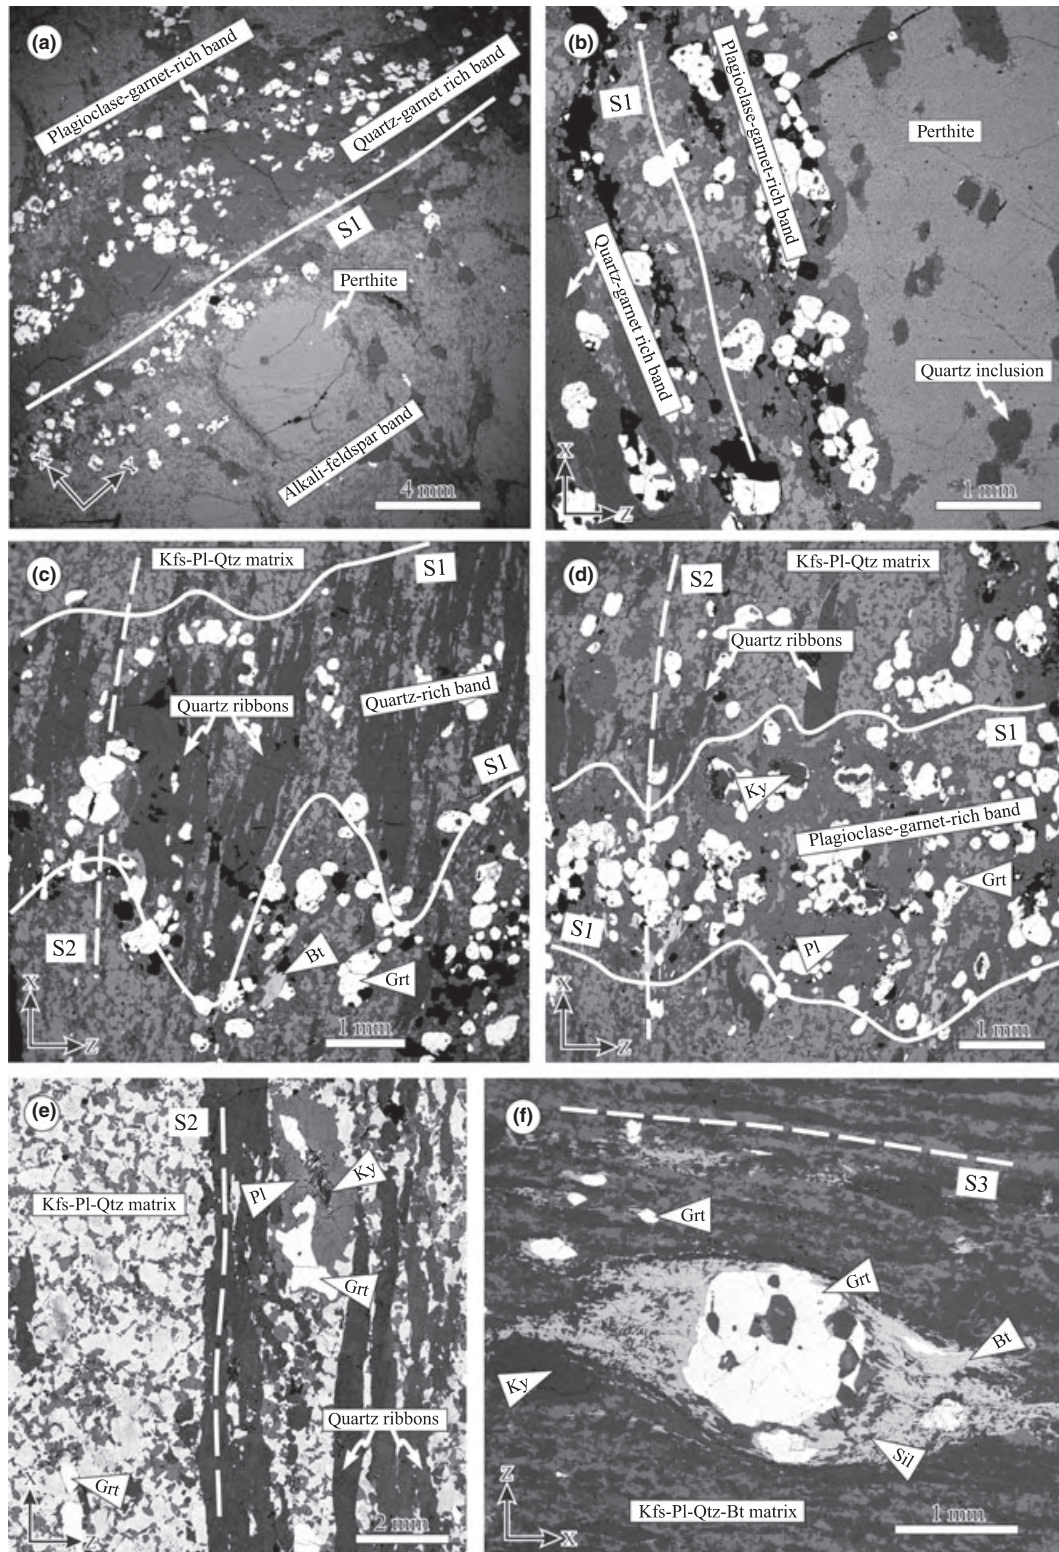 (a)
Plagioclase-garnet-rich band
Quartz-garnet rich band
S1
Perthite
Alkali-feldspar band
Y
4 mm
(b)
S1
Plagioclase-garnet-rich band
Perthite
Quartz-garnet rich band
Quartz inclusion
X
Z
1 mm
(c)
Kfs-Pl-Qtz matrix
S1
Quartz ribbons
Quartz-rich band
S1
S2
Bt
Grt
X
Z
1 mm
(d)
Kfs-Pl-Qtz matrix
S2
Quartz ribbons
S1
Ky
Plagioclase-garnet-rich band
Grt
S1
Pl
X
Z
1 mm
(e)
S2
Pl
Ky
Kfs-Pl-Qtz matrix
Grt
Quartz ribbons
Grt
X
Z
2 mm
(f)
S3
Grt
Grt
Bt
Ky
Sil
Z
X
Kfs-Pl-Qtz-Bt matrix
1 mm